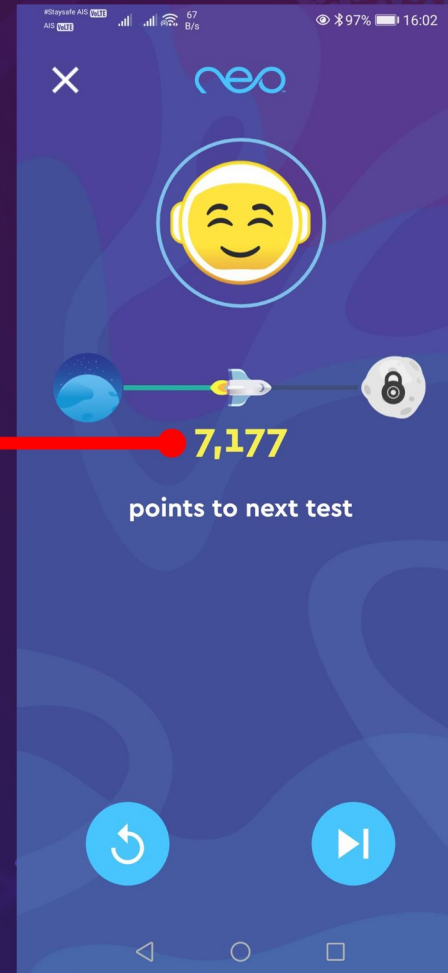 #Staysafe AIS VoLTE
AIS VoLTE
67
B/s
97%
16:02
neo
7,177
points to next test